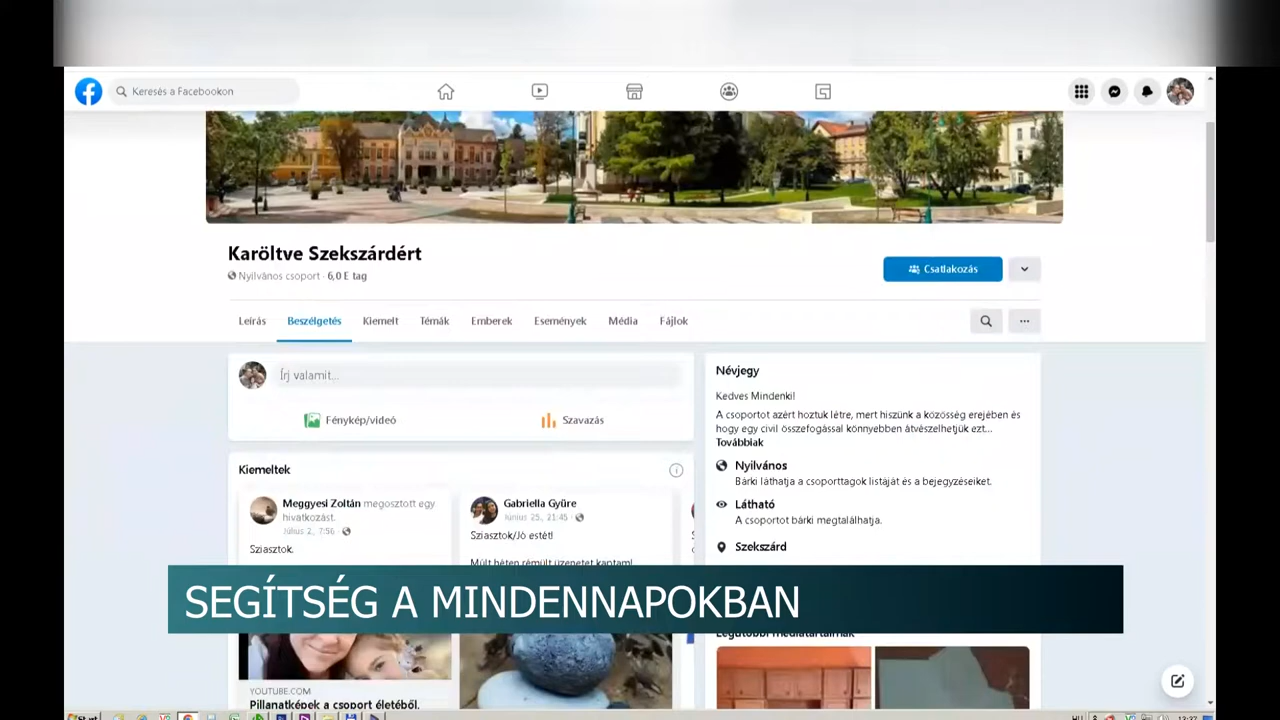 Keresés a Facebookon
Karöltve Szekszárdért
Nyilvános csoport · 6,0 E tag
Csatlakozás
Leírás Beszélgetés Kiemelt Témák Emberek Események Média Fájlok
Írj valamit...
Fénykép/videó Szavazás
Kiemeltek
Meggyesi Zoltán megosztott egy
hivatkozást.
Július 2., 7:56
Sziasztok.
Gabriella Gyüre
Június 25., 21:45
Sziasztok/Jó estét!
Múlt héten rémült üzenetet kaptam!
Névjegy
Kedves Mindenki!
A csoportot azért hoztuk létre, mert hiszünk a közösség erejében és
hogy egy civil összefogással könnyebben átvészelhetjük ezt...
Továbbiak
Nyilvános
Bárki láthatja a csoporttagok listáját és a bejegyzéseiket.
Látható
A csoportot bárki megtalálhatja.
Szekszárd
SEGÍTSÉG A MINDENNAPOKBAN
Legutóbbi médiatartalmak
YOUTUBE.COM
Pillanatképek a csoport életéből.
Start
HU
13:37